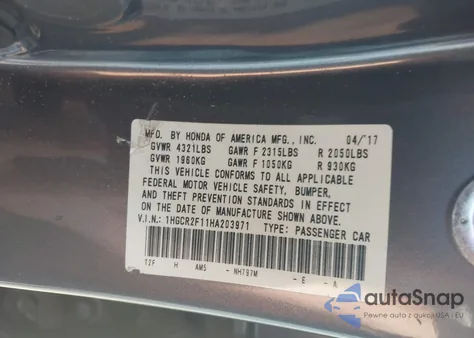 MFD. BY HONDA OF AMERICA MFG., INC. 04/17
GVWR 4321LBS GAWR F 2315LBS R 2050LBS
GVWR 1960KG GAWR F 1050KG R 930KG
THIS VEHICLE CONFORMS TO ALL APPLICABLE
FEDERAL MOTOR VEHICLE SAFETY, BUMPER,
AND THEFT PREVENTION STANDARDS IN EFFECT
ON THE DATE OF MANUFACTURE SHOWN ABOVE.
V.I.N.: 1HGCR2F11HA203971 TYPE: PASSENGER CAR
T2F H AM5 - NH797M - E - A
autoSnap
Pewne auta z aukcji USA i EU